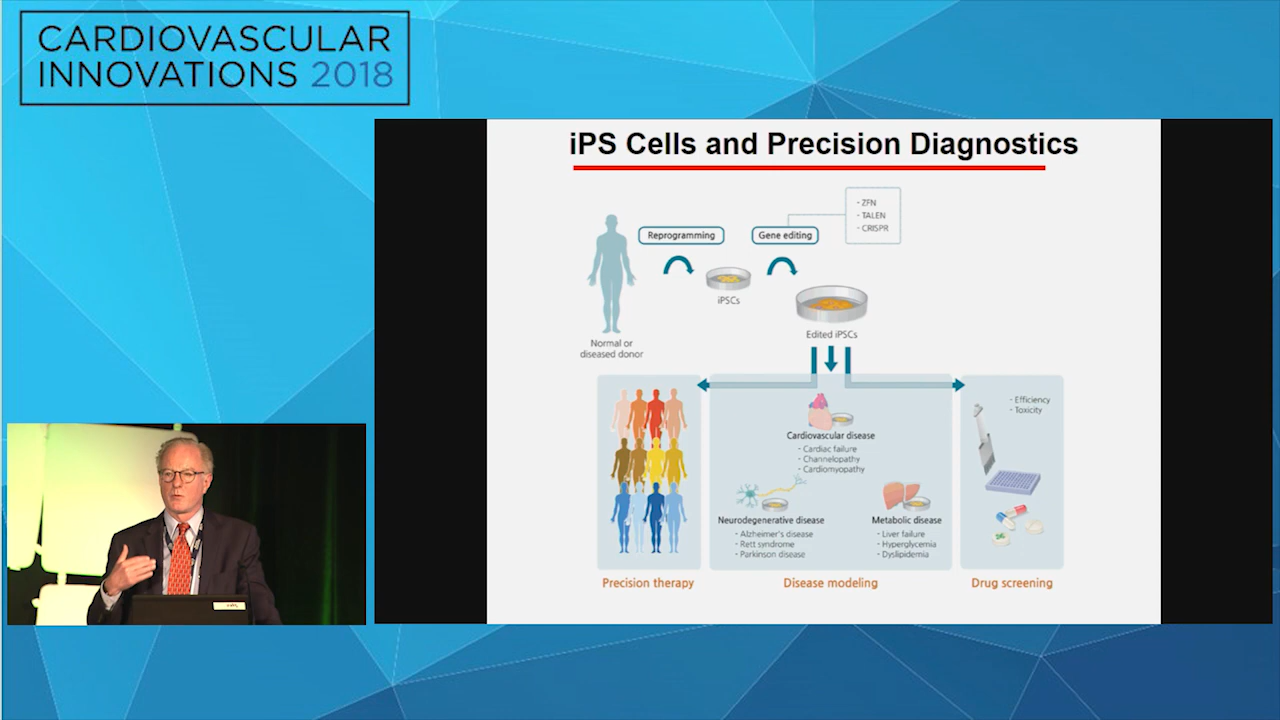 CARDIOVASCULAR
INNOVATIONS 2018
iPS Cells and Precision Diagnostics
Reprogramming
Gene editing
- ZFN
- TALEN
- CRISPR
iPSCs
Edited iPSCs
Normal or
diseased donor
Cardiovascular disease
- Cardiac failure
- Channelopathy
- Cardiomyopathy
Neurodegenerative disease
- Alzheimer's disease
- Rett syndrome
- Parkinson disease
Metabolic disease
- Liver failure
- Hyperglycemia
- Dyslipidemia
- Efficiency
- Toxicity
Precision therapy
Disease modeling
Drug screening